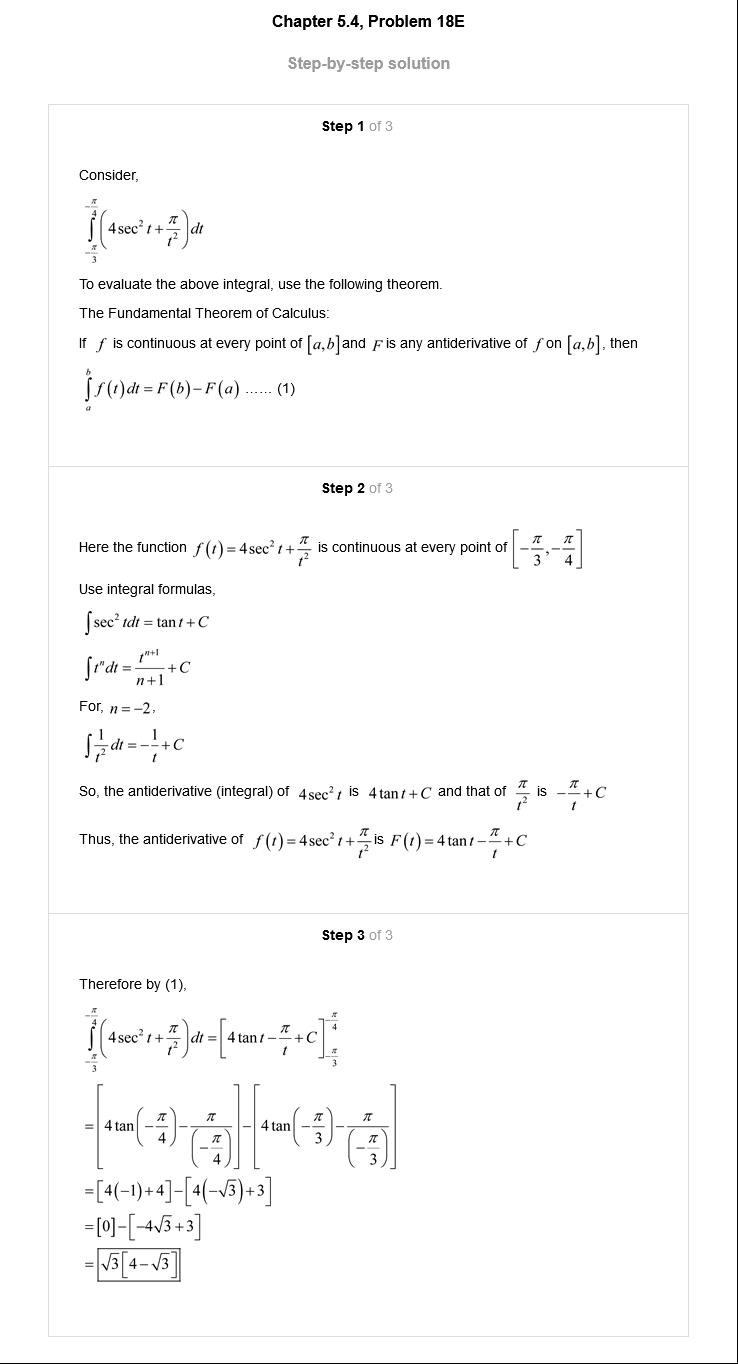 Chapter 5.4, Problem 18E
Step-by-step solution
Step 1 of 3
Consider,
$\int_{-\frac{\pi}{3}}^{-\frac{\pi}{4}} \left( 4\sec^2 t + \frac{\pi}{t^2} \right) dt$
To evaluate the above integral, use the following theorem.
The Fundamental Theorem of Calculus:
If $f$ is continuous at every point of $[a,b]$ and $F$ is any antiderivative of $f$ on $[a,b]$, then
$\int_a^b f(t)dt = F(b) - F(a)$ ...... (1)
Step 2 of 3
Here the function $f(t) = 4\sec^2 t + \frac{\pi}{t^2}$ is continuous at every point of $\left[ -\frac{\pi}{3}, -\frac{\pi}{4} \right]$
Use integral formulas,
$\int \sec^2 tdt = \tan t + C$
$\int t^n dt = \frac{t^{n+1}}{n+1} + C$
For, $n = -2$,
$\int \frac{1}{t^2} dt = -\frac{1}{t} + C$
So, the antiderivative (integral) of $4\sec^2 t$ is $4\tan t + C$ and that of $\frac{\pi}{t^2}$ is $-\frac{\pi}{t} + C$
Thus, the antiderivative of $f(t) = 4\sec^2 t + \frac{\pi}{t^2}$ is $F(t) = 4\tan t - \frac{\pi}{t} + C$
Step 3 of 3
Therefore by (1),
$\int_{-\frac{\pi}{3}}^{-\frac{\pi}{4}} \left( 4\sec^2 t + \frac{\pi}{t^2} \right) dt = \left[ 4\tan t - \frac{\pi}{t} + C \right]_{-\frac{\pi}{3}}^{-\frac{\pi}{4}}$
$= \left[ 4\tan\left( -\frac{\pi}{4} \right) - \frac{\pi}{\left( -\frac{\pi}{4} \right)} \right] - \left[ 4\tan\left( -\frac{\pi}{3} \right) - \frac{\pi}{\left( -\frac{\pi}{3} \right)} \right]$
$= [4(-1)+4] - [4(-\sqrt{3})+3]$
$= [0] - [-4\sqrt{3}+3]$
$= \boxed{\sqrt{3}[4-\sqrt{3}]}$